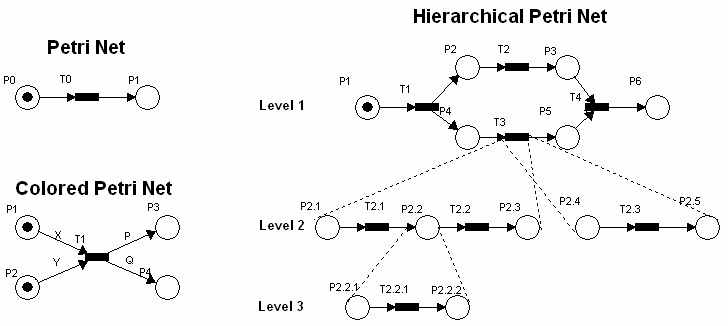 Petri Net
P0
T0
P1
Colored Petri Net
P1
X
T1
P
P3
P2
Y
Q
P4
Hierarchical Petri Net
Level 1
P1
T1
P2
T2
P3
P4
T3
P5
T4
P6
Level 2
P2.1
T2.1
P2.2
T2.2
P2.3
P2.4
T2.3
P2.5
Level 3
P2.2.1
T2.2.1
P2.2.2